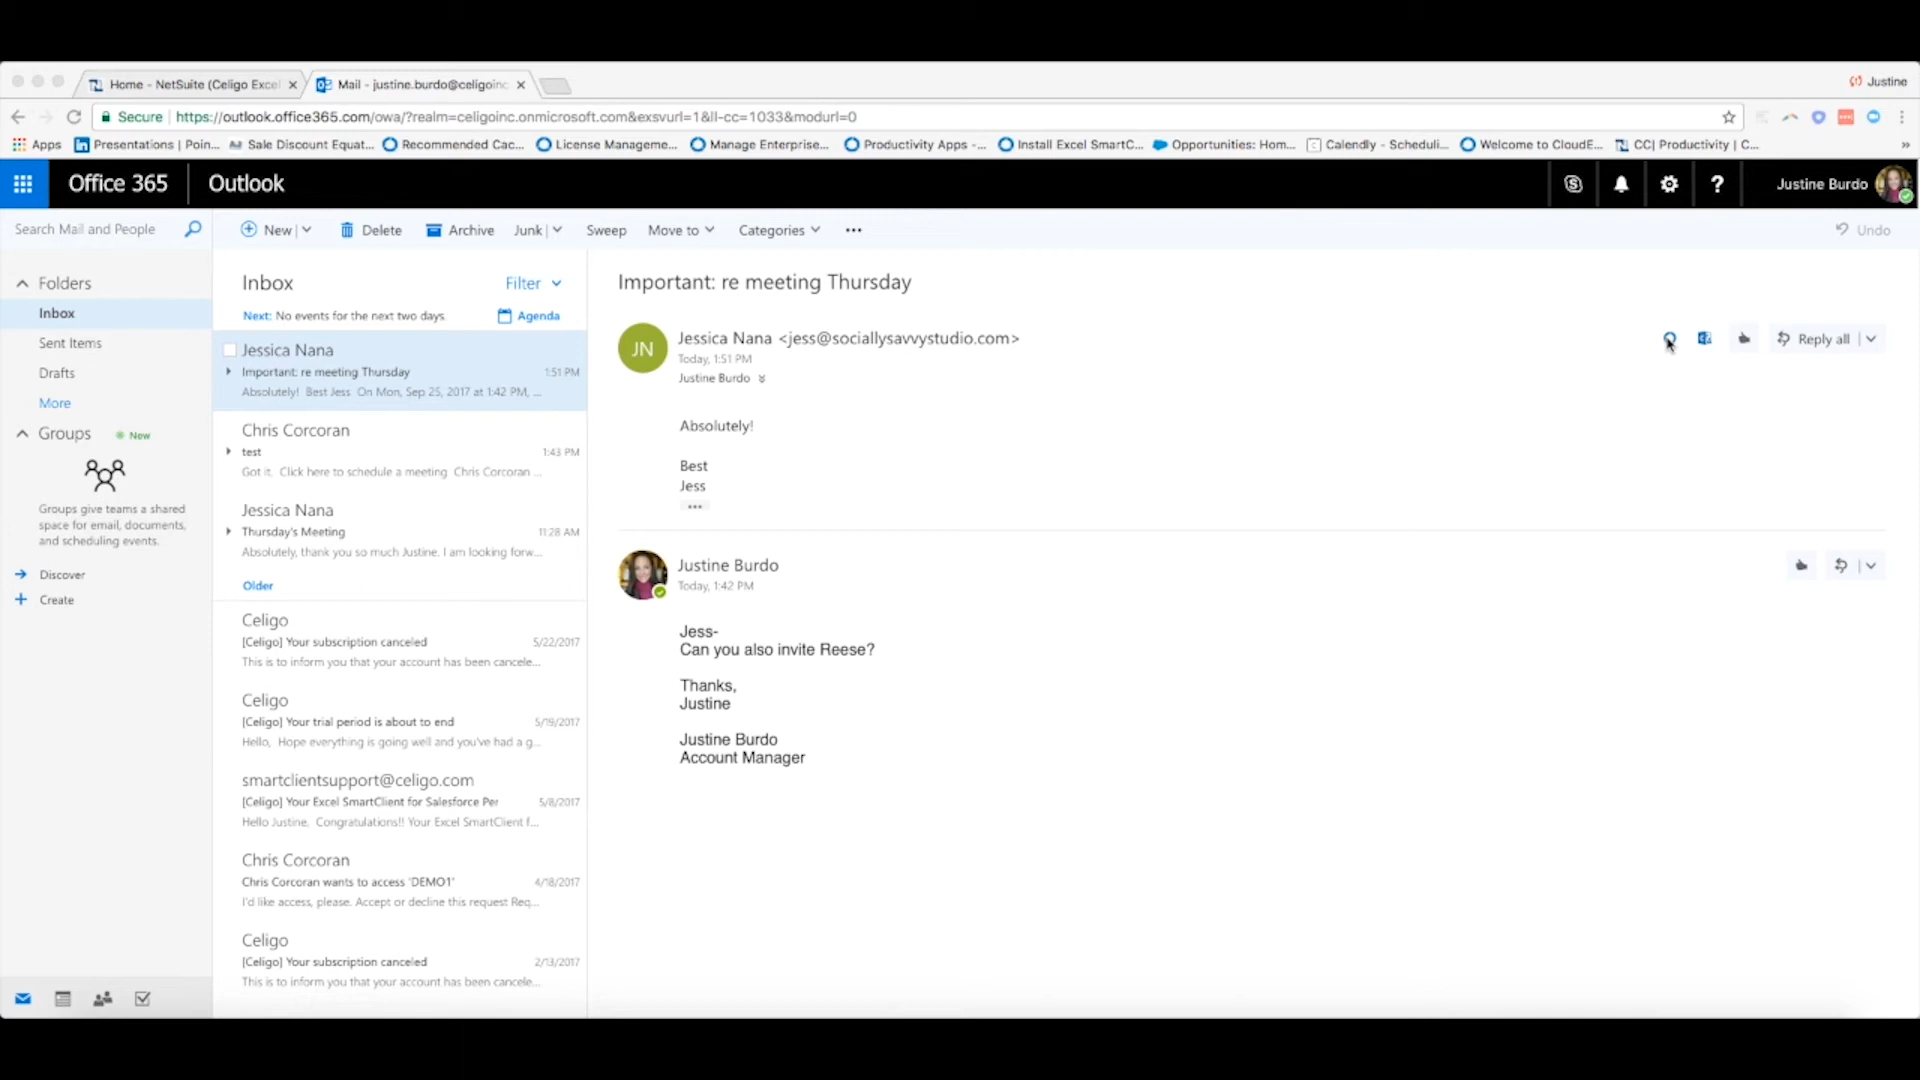 Home - NetSuite (Celigo Excel
Mail - justine.burdo@celigoinc
Justine
Secure
https://outlook.office365.com/owa/?realm=celigoinc.onmicrosoft.com&exsvurl=1&ll-cc=1033&modurl=0
Apps
Presentations | Poin...
Sale Discount Equat...
Recommended Cac...
License Manageme...
Manage Enterprise...
Productivity Apps -...
Install Excel SmartC...
Opportunities: Hom...
Calendly - Scheduli...
Welcome to CloudE...
CC| Productivity | C...
Office 365
Outlook
Justine Burdo
Search Mail and People
New
Delete
Archive
Junk
Sweep
Move to
Categories
Undo
Folders
Inbox
Sent Items
Drafts
More
Groups
New
Groups give teams a shared
space for email, documents,
and scheduling events.
Discover
Create
Inbox
Filter
Next: No events for the next two days.
Agenda
Jessica Nana
Important: re meeting Thursday
1:51 PM
Absolutely! Best Jess On Mon, Sep 25, 2017 at 1:42 PM, ...
Chris Corcoran
test
1:43 PM
Got it. Click here to schedule a meeting Chris Corcoran ...
Jessica Nana
Thursday's Meeting
11:28 AM
Absolutely, thank you so much Justine. I am looking forw...
Older
Celigo
[Celigo] Your subscription canceled
5/22/2017
This is to inform you that your account has been cancele...
Celigo
[Celigo] Your trial period is about to end
5/19/2017
Hello, Hope everything is going well and you've had a g...
smartclientsupport@celigo.com
[Celigo] Your Excel SmartClient for Salesforce Per
5/8/2017
Hello Justine, Congratulations!! Your Excel SmartClient f...
Chris Corcoran
Chris Corcoran wants to access 'DEMO1'
4/18/2017
I'd like access, please. Accept or decline this request Req...
Celigo
[Celigo] Your subscription canceled
2/13/2017
This is to inform you that your account has been cancele...
Important: re meeting Thursday
JN
Jessica Nana <jess@sociallysavvystudio.com>
Today, 1:51 PM
Justine Burdo
Reply all
Absolutely!
Best
Jess
Justine Burdo
Today, 1:42 PM
Jess-
Can you also invite Reese?
Thanks,
Justine
Justine Burdo
Account Manager